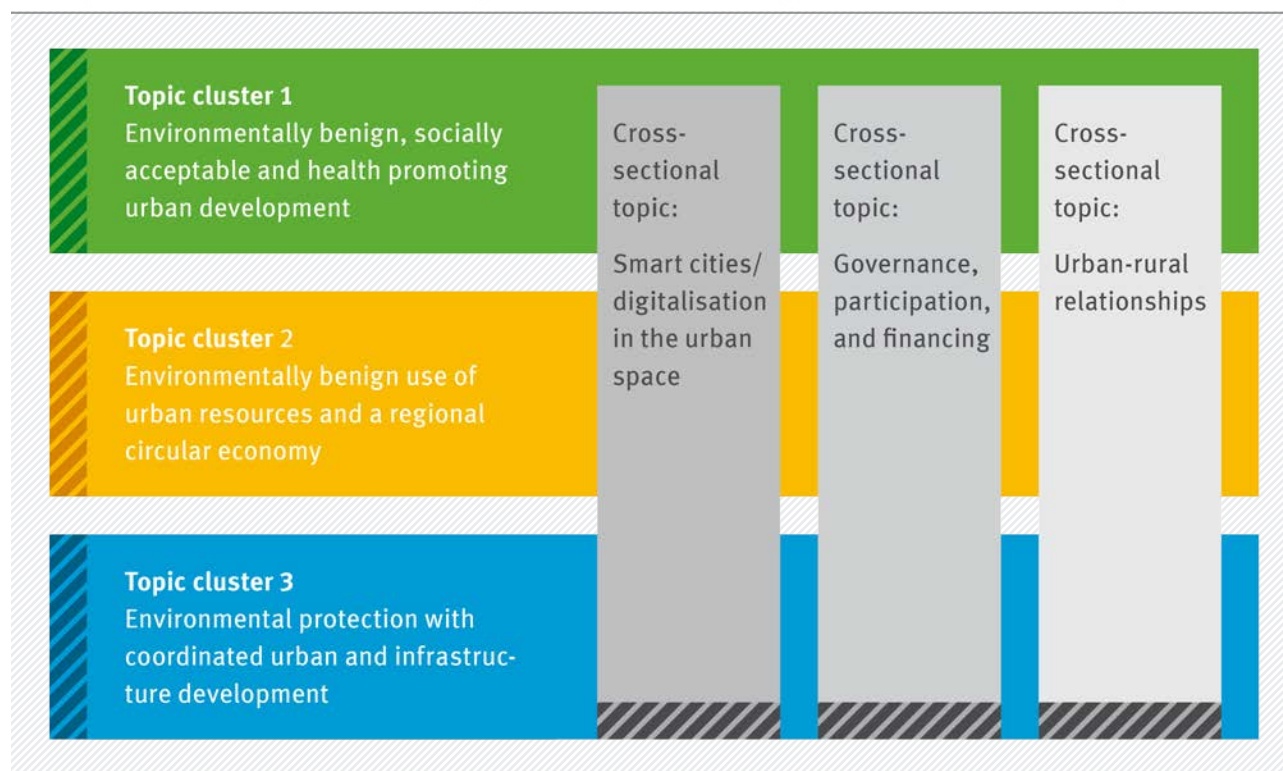 Topic cluster 1
Environmentally benign, socially
acceptable and health promoting
urban development
Topic cluster 2
Environmentally benign use of
urban resources and a regional
circular economy
Topic cluster 3
Environmental protection with
coordinated urban and infrastruc-
ture development
Cross-
sectional
topic:
Smart cities/
digitalisation
in the urban
space
Cross-
sectional
topic:
Governance,
participation,
and financing
Cross-
sectional
topic:
Urban-rural
relationships